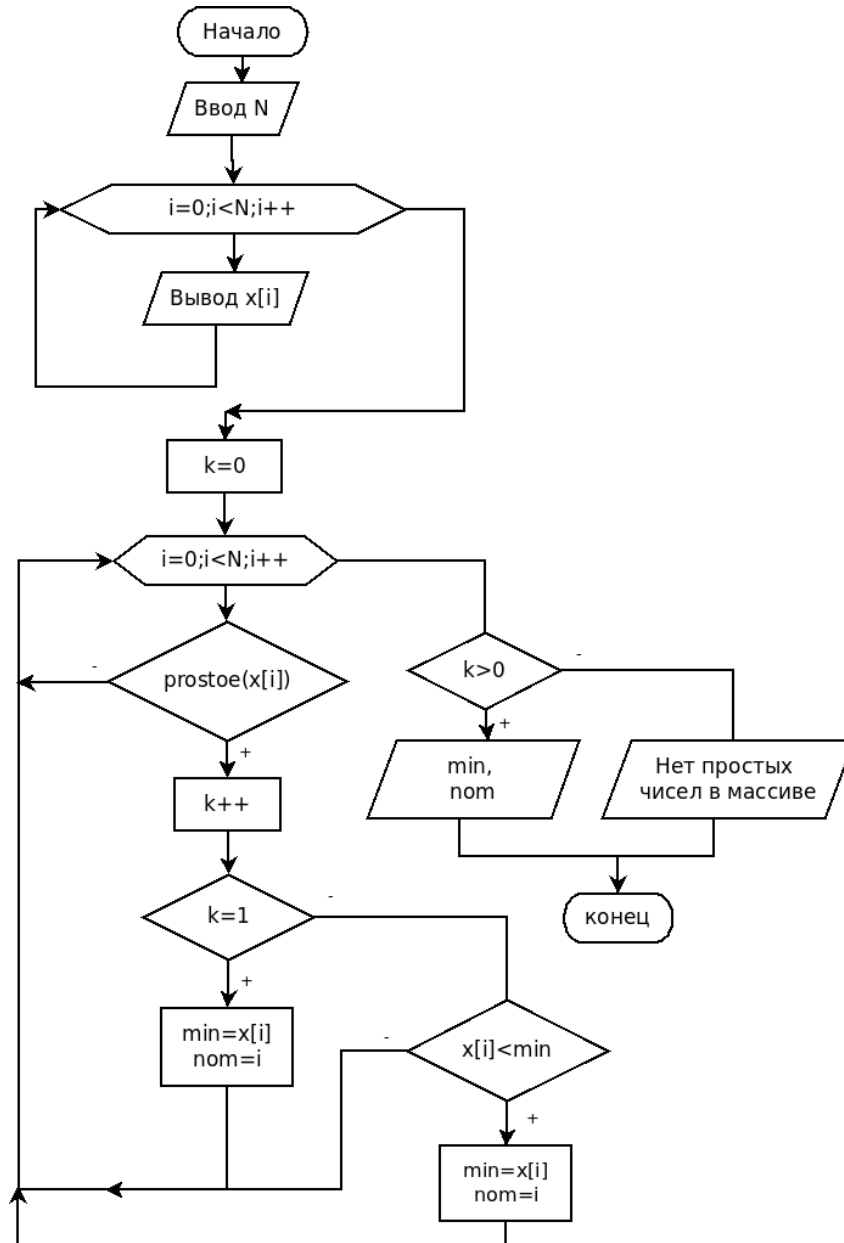 Начало
Ввод N
i=0;i<N;i++
Вывод x[i]
k=0
i=0;i<N;i++
prostoe(x[i])
-
+
k++
k=1
-
+
min=x[i]
nom=i
x[i]<min
-
+
min=x[i]
nom=i
k>0
-
+
min,
nom
Нет простых
чисел в массиве
конец